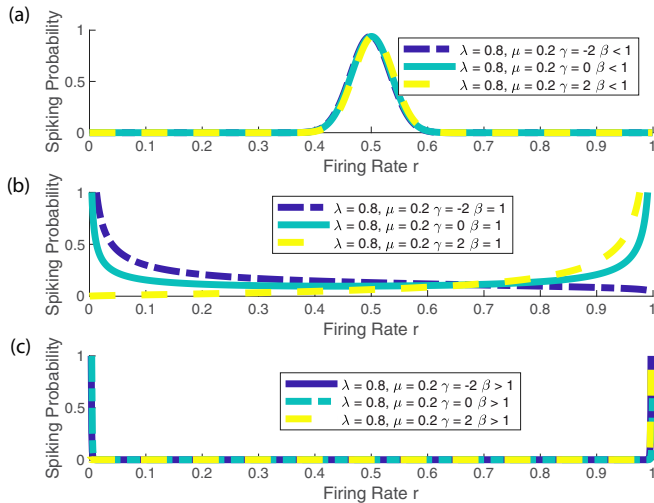 (a)
Spiking Probability
1
0.5
0
λ = 0.8, μ = 0.2 γ = -2 β < 1
λ = 0.8, μ = 0.2 γ = 0 β < 1
λ = 0.8, μ = 0.2 γ = 2 β < 1
0 0.1 0.2 0.3 0.4 0.5 0.6 0.7 0.8 0.9 1
Firing Rate r
(b)
Spiking Probability
1
0.5
0
λ = 0.8, μ = 0.2 γ = -2 β = 1
λ = 0.8, μ = 0.2 γ = 0 β = 1
λ = 0.8, μ = 0.2 γ = 2 β = 1
0 0.1 0.2 0.3 0.4 0.5 0.6 0.7 0.8 0.9 1
Firing Rate r
(c)
Spiking Probability
1
0.5
0
λ = 0.8, μ = 0.2 γ = -2 β > 1
λ = 0.8, μ = 0.2 γ = 0 β > 1
λ = 0.8, μ = 0.2 γ = 2 β > 1
0 0.1 0.2 0.3 0.4 0.5 0.6 0.7 0.8 0.9 1
Firing Rate r